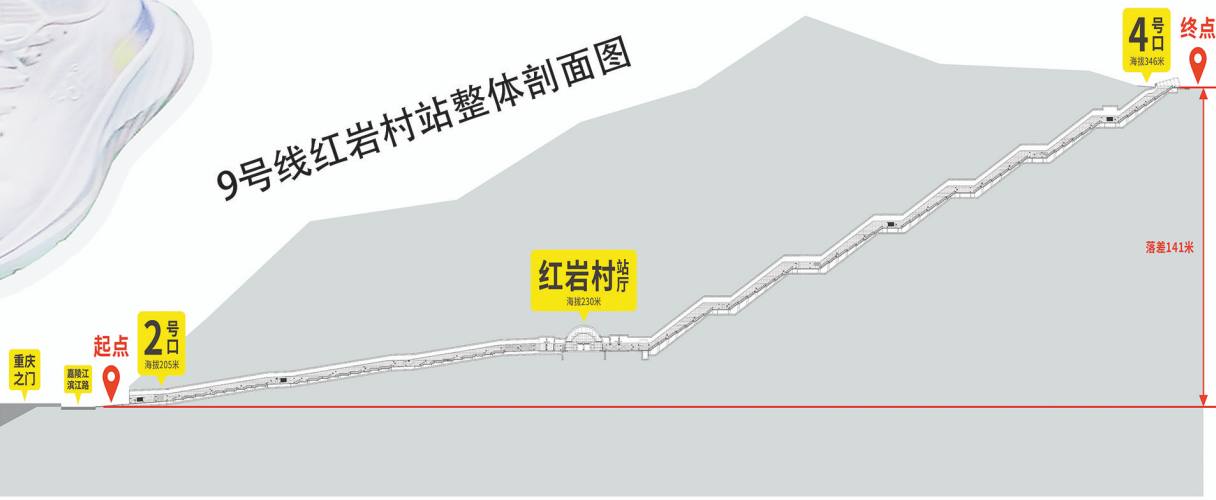 9号线红岩村站整体剖面图
4号口
海拔346米
终点
落差141米
红岩村站厅
海拔230米
2号口
海拔205米
起点
重庆
之门
嘉陵江
滨江路